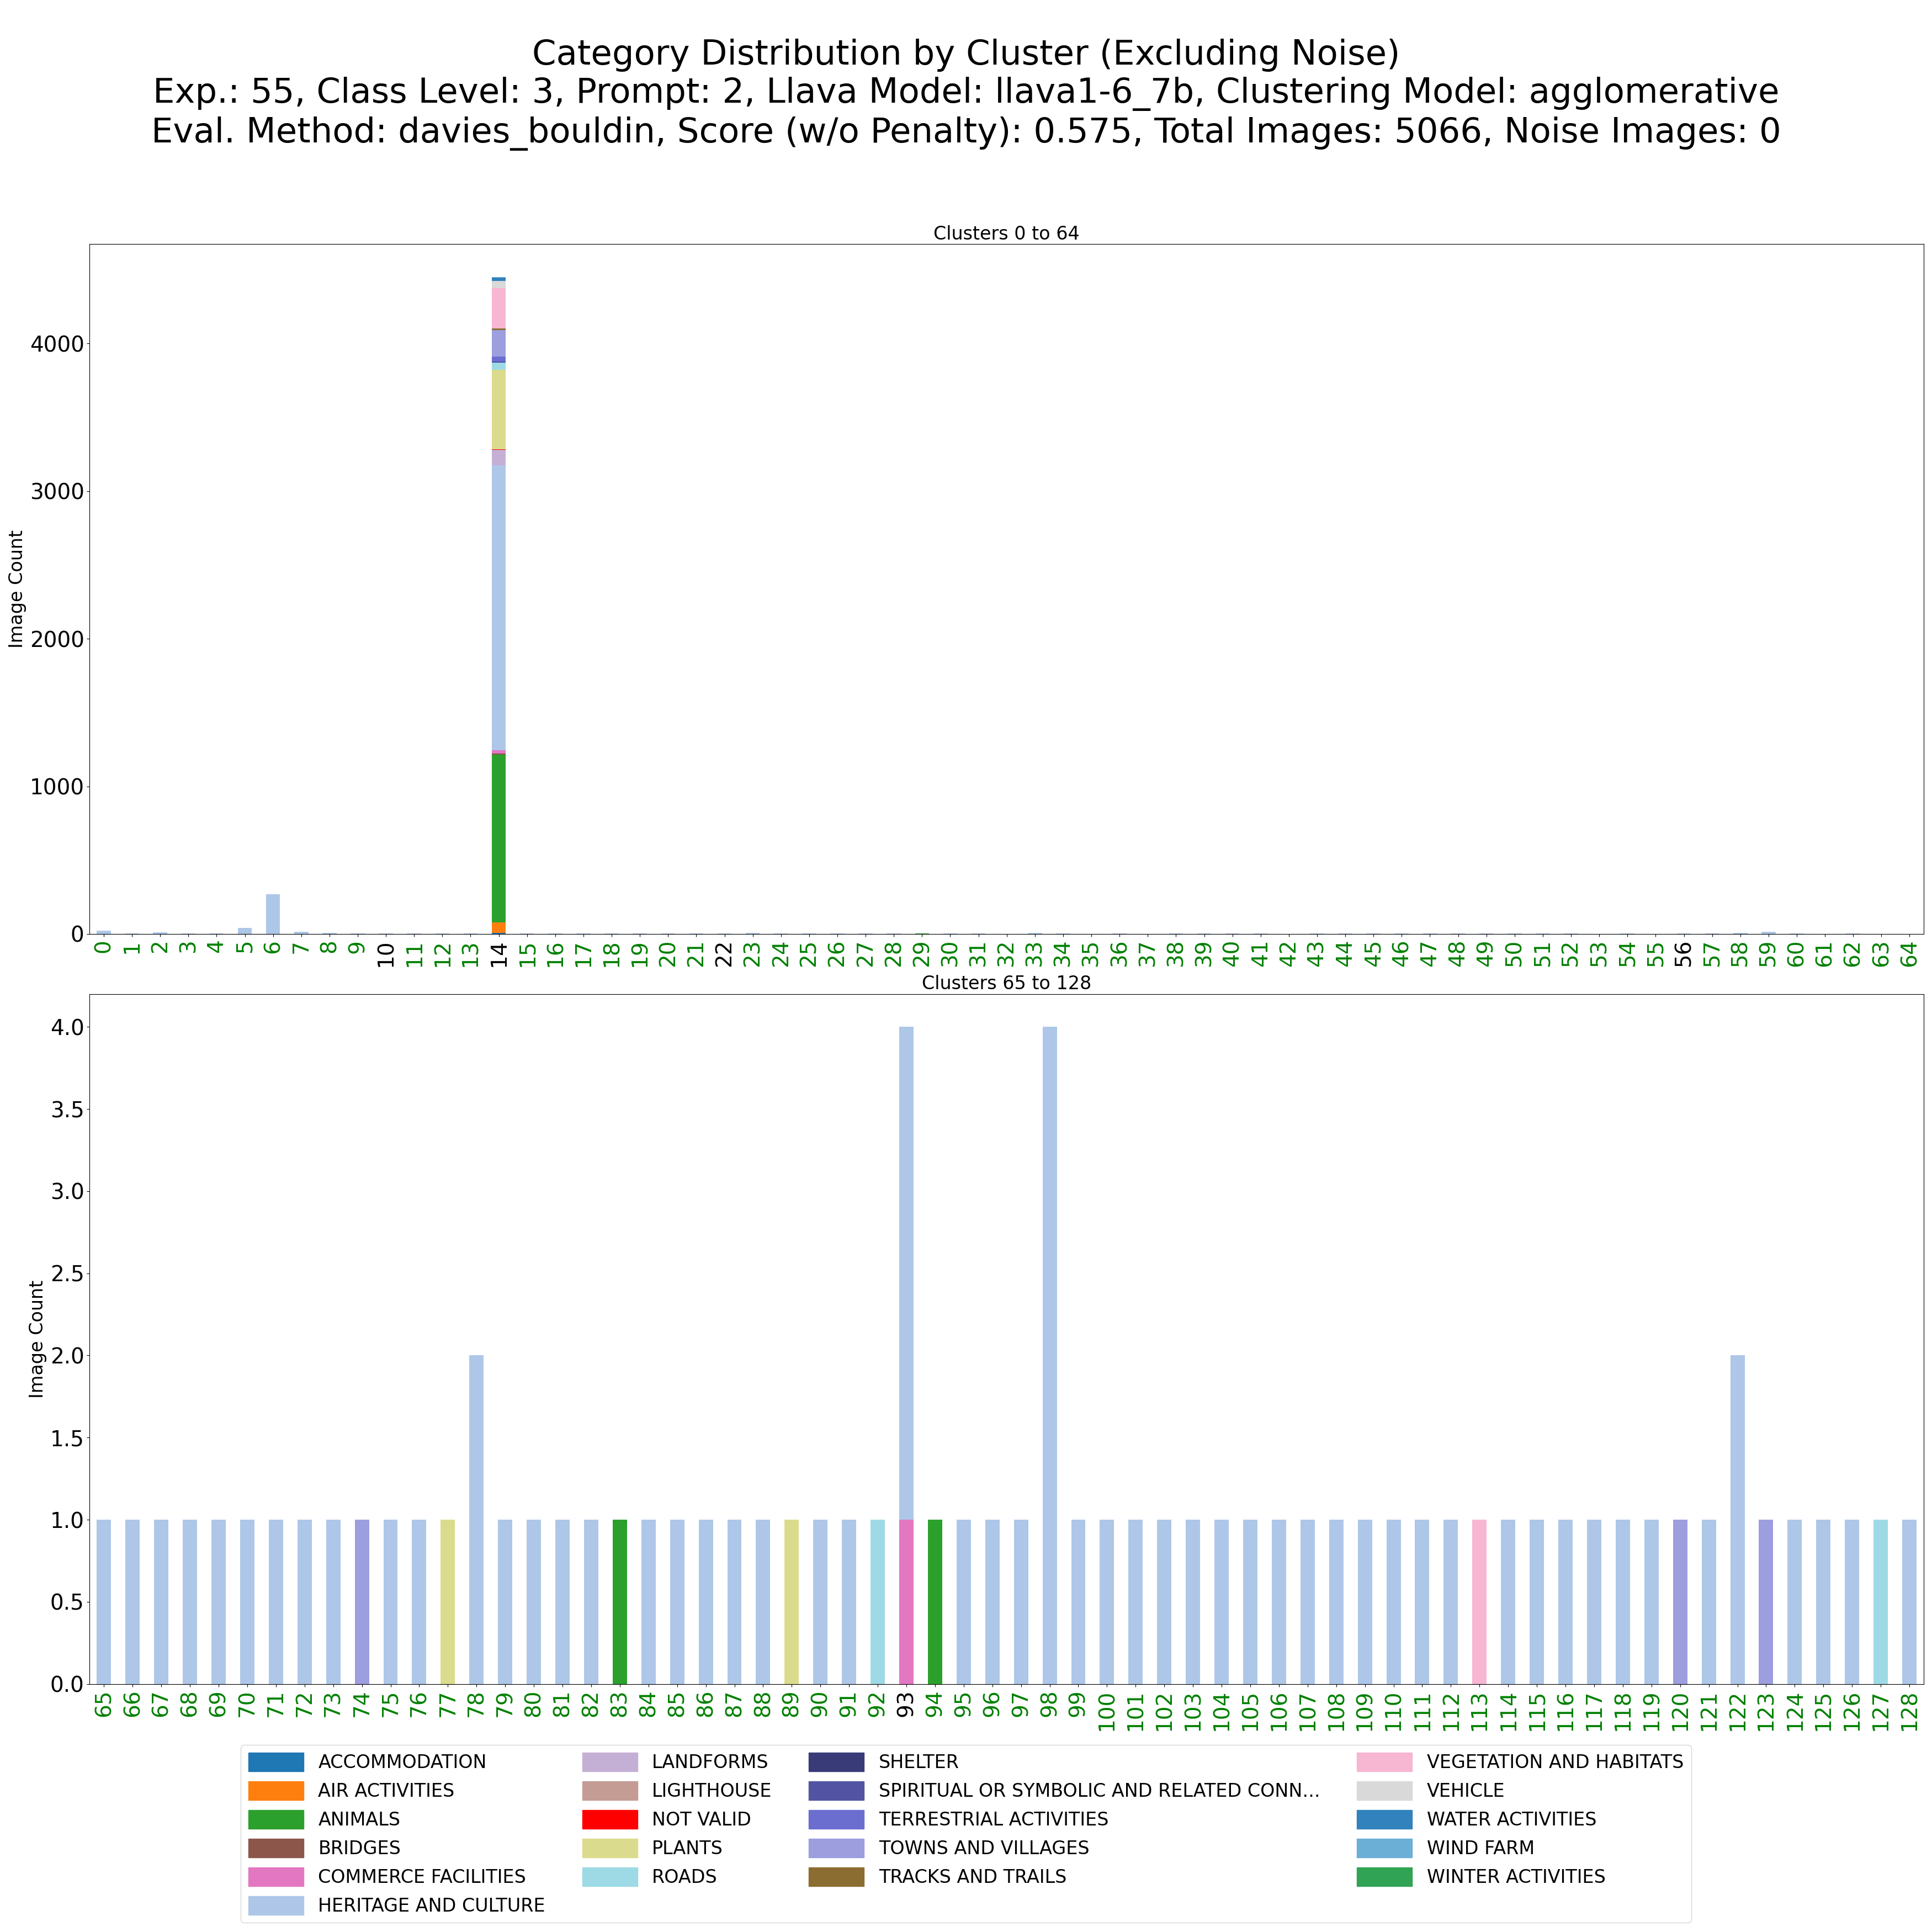 Category Distribution by Cluster (Excluding Noise)
Exp.: 55, Class Level: 3, Prompt: 2, Llava Model: llava1-6_7b, Clustering Model: agglomerative
Eval. Method: davies_bouldin, Score (w/o Penalty): 0.575, Total Images: 5066, Noise Images: 0
Clusters 0 to 64
Image Count
4000
3000
2000
1000
0
0 1 2 3 4 5 6 7 8 9 10 11 12 13 14 15 16 17 18 19 20 21 22 23 24 25 26 27 28 29 30 31 32 33 34 35 36 37 38 39 40 41 42 43 44 45 46 47 48 49 50 51 52 53 54 55 56 57 58 59 60 61 62 63 64
Clusters 65 to 128
Image Count
4.0
3.5
3.0
2.5
2.0
1.5
1.0
0.5
0.0
65 66 67 68 69 70 71 72 73 74 75 76 77 78 79 80 81 82 83 84 85 86 87 88 89 90 91 92 93 94 95 96 97 98 99 100 101 102 103 104 105 106 107 108 109 110 111 112 113 114 115 116 117 118 119 120 121 122 123 124 125 126 127 128
ACCOMMODATION
AIR ACTIVITIES
ANIMALS
BRIDGES
COMMERCE FACILITIES
HERITAGE AND CULTURE
LANDFORMS
LIGHTHOUSE
NOT VALID
PLANTS
ROADS
SHELTER
SPIRITUAL OR SYMBOLIC AND RELATED CONN...
TERRESTRIAL ACTIVITIES
TOWNS AND VILLAGES
TRACKS AND TRAILS
VEGETATION AND HABITATS
VEHICLE
WATER ACTIVITIES
WIND FARM
WINTER ACTIVITIES